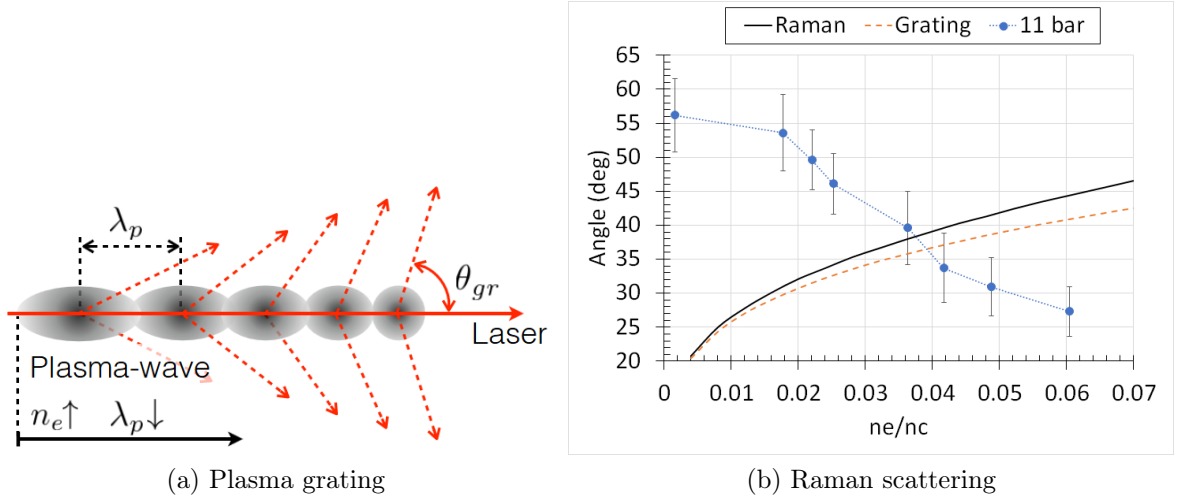 λp
θgr
Laser
Plasma-wave
ne↑ λp↓
(a) Plasma grating
Raman Grating 11 bar
Angle (deg)
65
60
55
50
45
40
35
30
25
20
0 0.01 0.02 0.03 0.04 0.05 0.06 0.07
ne/nc
(b) Raman scattering